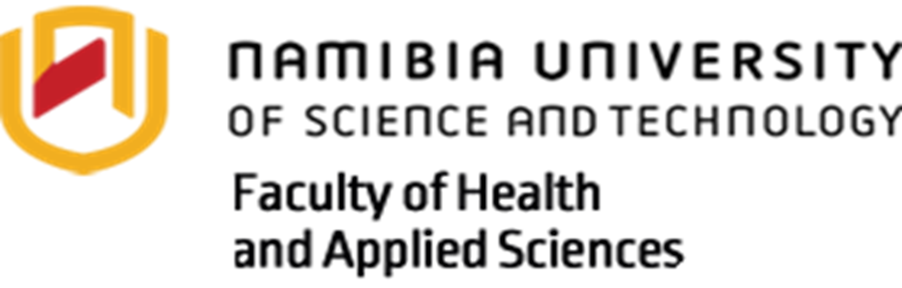 NAMIBIA UNIVERSITY
OF SCIENCE AND TECHNOLOGY
Faculty of Health
and Applied Sciences